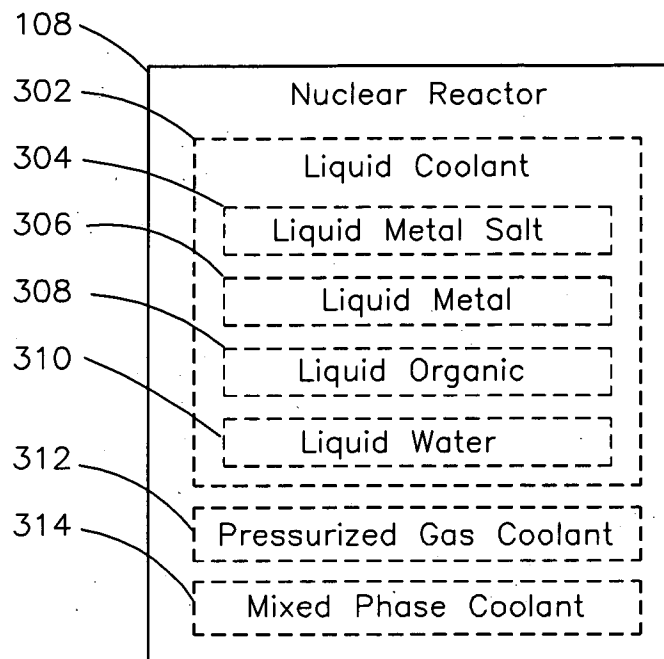 108
Nuclear Reactor
302
Liquid Coolant
304
Liquid Metal Salt
306
Liquid Metal
308
Liquid Organic
310
Liquid Water
312
Pressurized Gas Coolant
314
Mixed Phase Coolant